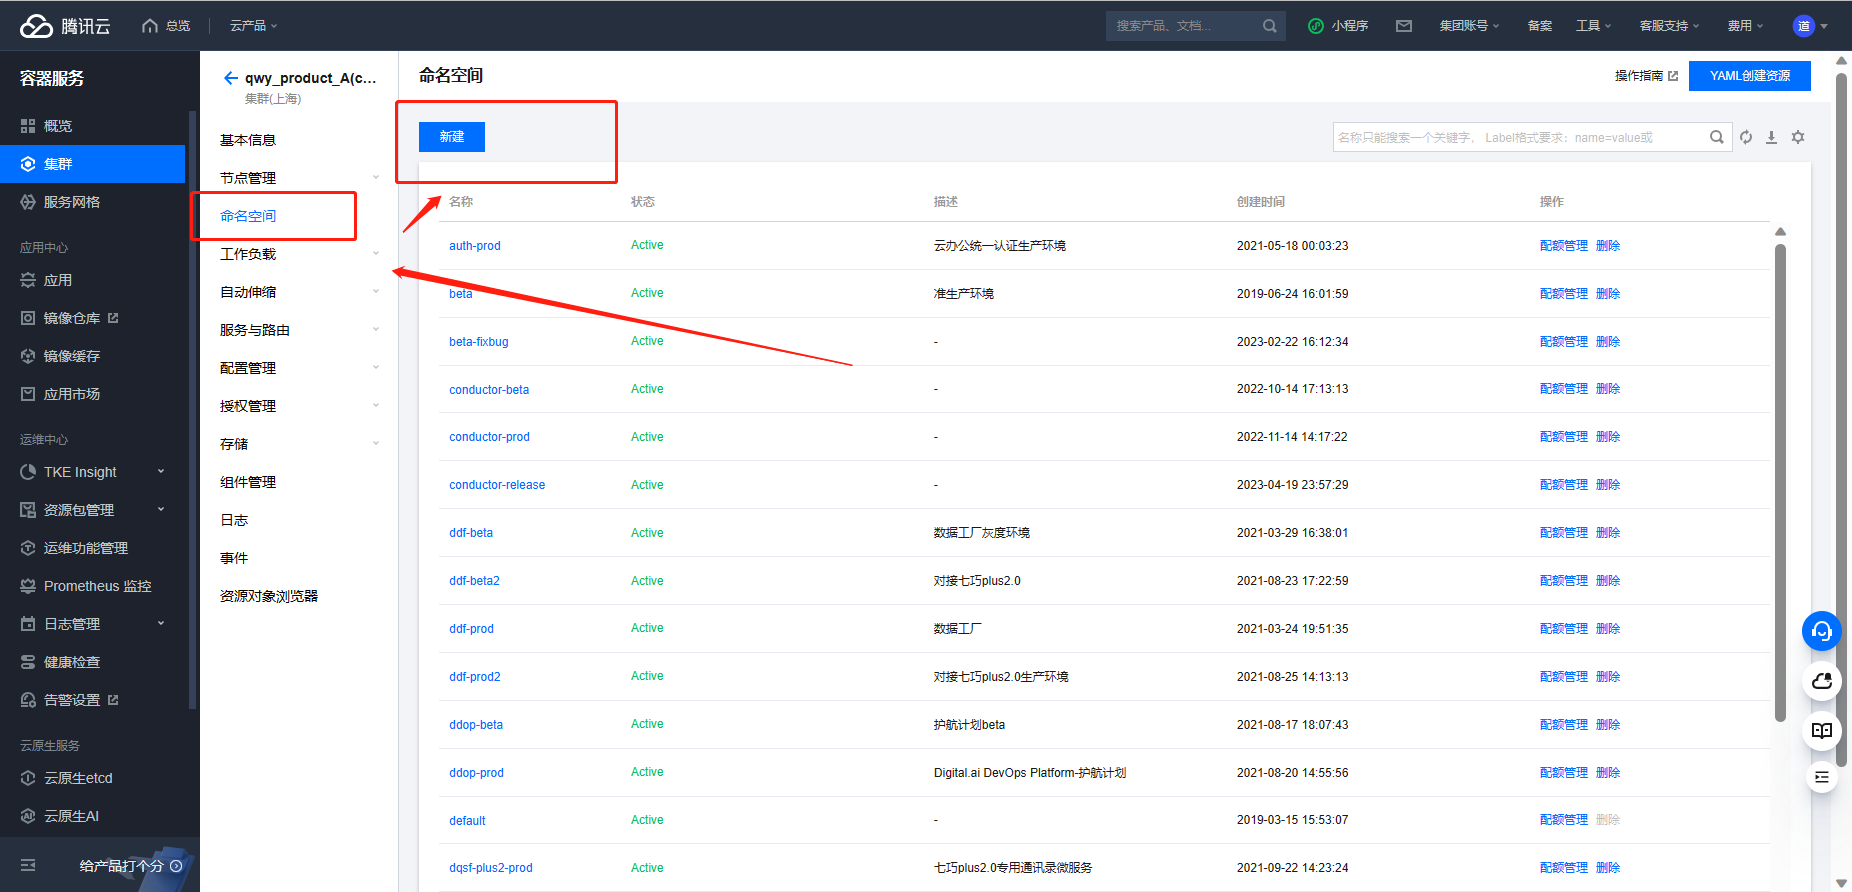 腾讯云 总览 云产品 搜索产品、文档... 小程序 集团账号 备案 工具 客服支持 费用 道
容器服务
概览
集群
服务网格
应用中心
应用
镜像仓库
镜像缓存
应用市场
运维中心
TKE Insight
资源包管理
运维功能管理
Prometheus 监控
日志管理
健康检查
告警设置
云原生服务
云原生etcd
云原生AI
给产品打个分
qwy_product_A(c...
集群(上海)
基本信息
节点管理
命名空间
工作负载
自动伸缩
服务与路由
配置管理
授权管理
存储
组件管理
日志
事件
资源对象浏览器
命名空间 操作指南 YAML创建资源
新建 名称只能搜索一个关键字， Label格式要求：name=value或
名称 状态 描述 创建时间 操作
auth-prod Active 云办公统一认证生产环境 2021-05-18 00:03:23 配额管理 删除
beta Active 准生产环境 2019-06-24 16:01:59 配额管理 删除
beta-fixbug Active - 2023-02-22 16:12:34 配额管理 删除
conductor-beta Active - 2022-10-14 17:13:13 配额管理 删除
conductor-prod Active - 2022-11-14 14:17:22 配额管理 删除
conductor-release Active - 2023-04-19 23:57:29 配额管理 删除
ddf-beta Active 数据工厂灰度环境 2021-03-29 16:38:01 配额管理 删除
ddf-beta2 Active 对接七巧plus2.0 2021-08-23 17:22:59 配额管理 删除
ddf-prod Active 数据工厂 2021-03-24 19:51:35 配额管理 删除
ddf-prod2 Active 对接七巧plus2.0生产环境 2021-08-25 14:13:13 配额管理 删除
ddop-beta Active 护航计划beta 2021-08-17 18:07:43 配额管理 删除
ddop-prod Active Digital.ai DevOps Platform-护航计划 2021-08-20 14:55:56 配额管理 删除
default Active - 2019-03-15 15:53:07 配额管理 删除
dqsf-plus2-prod Active 七巧plus2.0专用通讯录微服务 2021-09-22 14:23:24 配额管理 删除